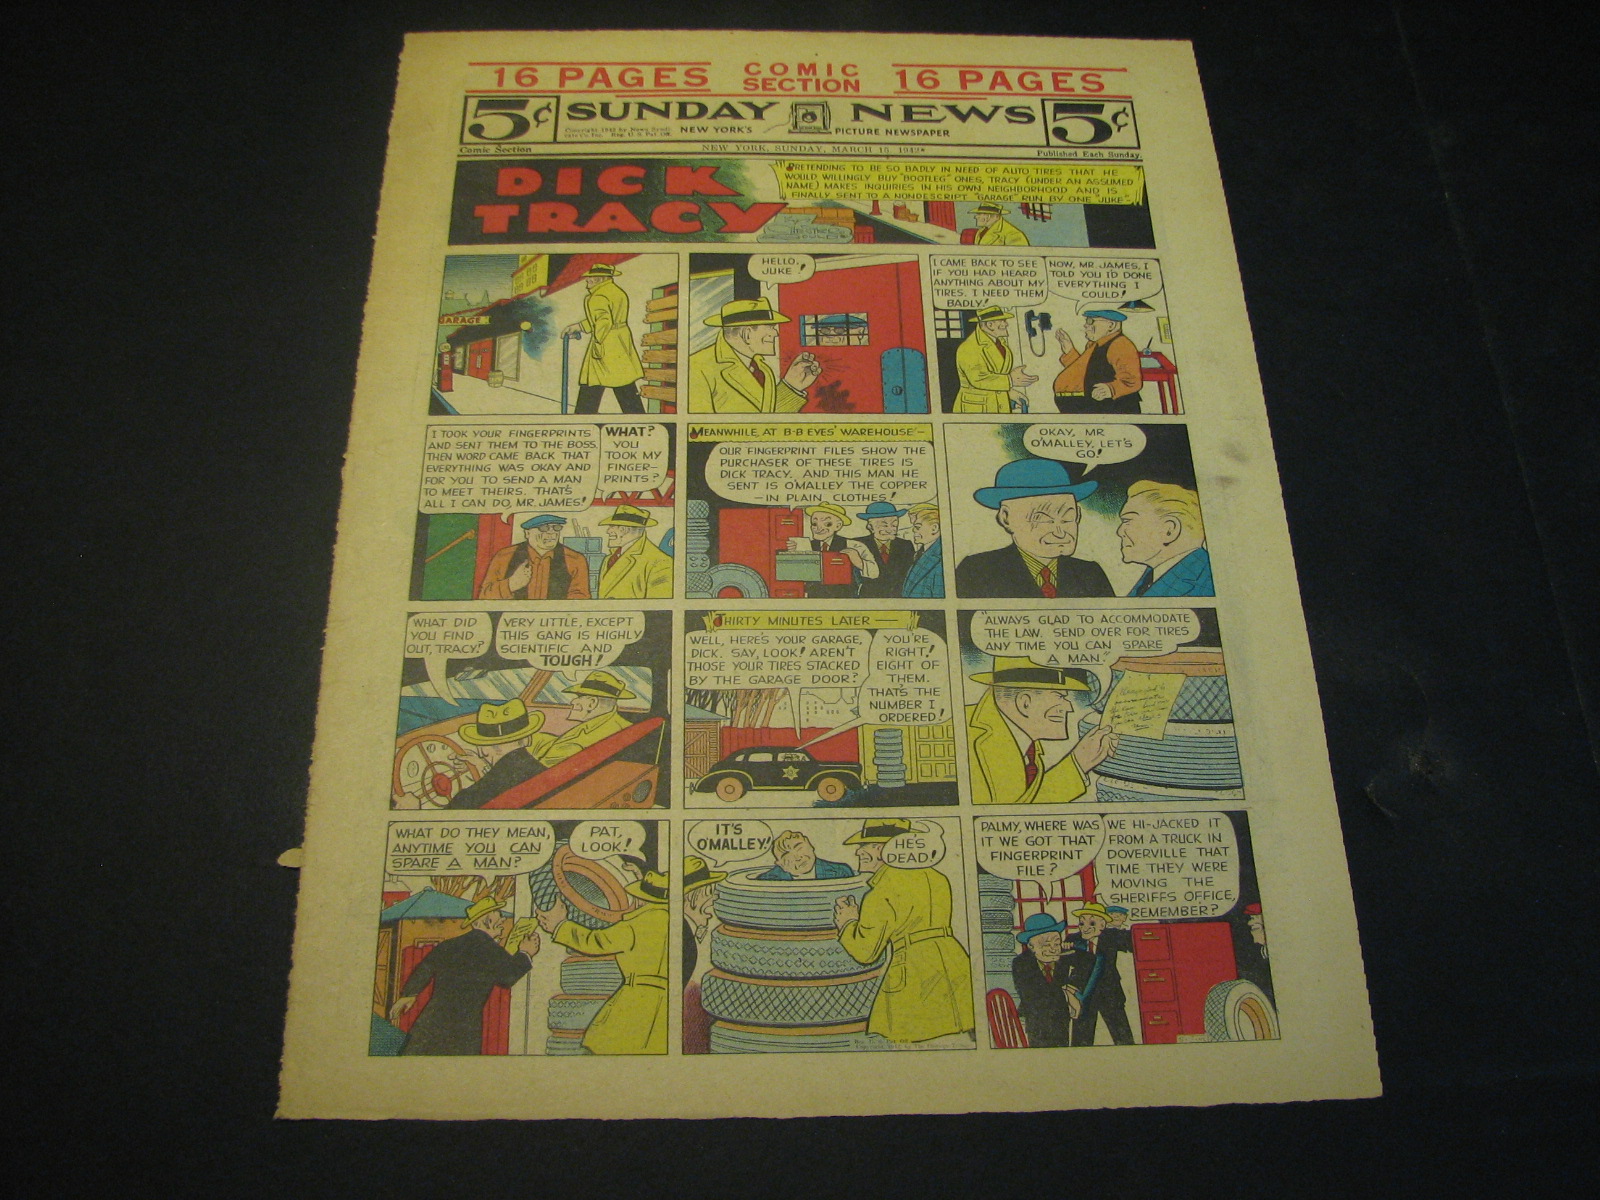 16 PAGES COMIC SECTION 16 PAGES
5¢ SUNDAY NEWS 5¢
NEW YORK'S PICTURE NEWSPAPER
Comic Section NEW YORK, SUNDAY, MARCH 15, 1942* Published Each Sunday
DICK
TRACY
PRETENDING TO BE SO BADLY IN NEED OF AUTO TIRES THAT HE
WOULD WILLINGLY BUY "BOOTLEG" ONES, TRACY (UNDER AN ASSUMED
NAME) MAKES INQUIRIES IN HIS OWN NEIGHBORHOOD AND IS
FINALLY SENT TO A NONDESCRIPT "GARAGE" RUN BY ONE "JUKE"-
GARAGE
HELLO,
JUKE!
I CAME BACK TO SEE
IF YOU HAD HEARD
ANYTHING ABOUT MY
TIRES. I NEED THEM
BADLY!
NOW, MR. JAMES, I
TOLD YOU I'D DONE
EVERYTHING I
COULD!
I TOOK YOUR FINGERPRINTS
AND SENT THEM TO THE BOSS.
THEN WORD CAME BACK THAT
EVERYTHING WAS OKAY AND
FOR YOU TO SEND A MAN
TO MEET THEIRS. THAT'S
ALL I CAN DO, MR. JAMES!
WHAT?
YOU
TOOK MY
FINGER-
PRINTS?
MEANWHILE, AT B-B EYES' WAREHOUSE-
OUR FINGERPRINT FILES SHOW THE
PURCHASER OF THESE TIRES IS
DICK TRACY. AND THIS MAN HE
SENT IS O'MALLEY THE COPPER
-IN PLAIN CLOTHES!
OKAY, MR.
O'MALLEY, LET'S
GO!
WHAT DID
YOU FIND
OUT, TRACY?
VERY LITTLE, EXCEPT
THIS GANG IS HIGHLY
SCIENTIFIC AND
TOUGH!
THIRTY MINUTES LATER—
WELL, HERE'S YOUR GARAGE,
DICK. SAY, LOOK! AREN'T
THOSE YOUR TIRES STACKED
BY THE GARAGE DOOR?
YOU'RE
RIGHT!
EIGHT OF
THEM.
THAT'S THE
NUMBER I
ORDERED!
"ALWAYS GLAD TO ACCOMMODATE
THE LAW. SEND OVER FOR TIRES
ANY TIME YOU CAN SPARE
A MAN."
WHAT DO THEY MEAN,
ANYTIME YOU CAN
SPARE A MAN?
PAT,
LOOK!
IT'S
O'MALLEY!
HE'S
DEAD!
PALMY, WHERE WAS
IT WE GOT THAT
FINGERPRINT
FILE?
WE HI-JACKED IT
FROM A TRUCK IN
DOVERVILLE THAT
TIME THEY WERE
MOVING THE
SHERIFFS OFFICE,
REMEMBER?